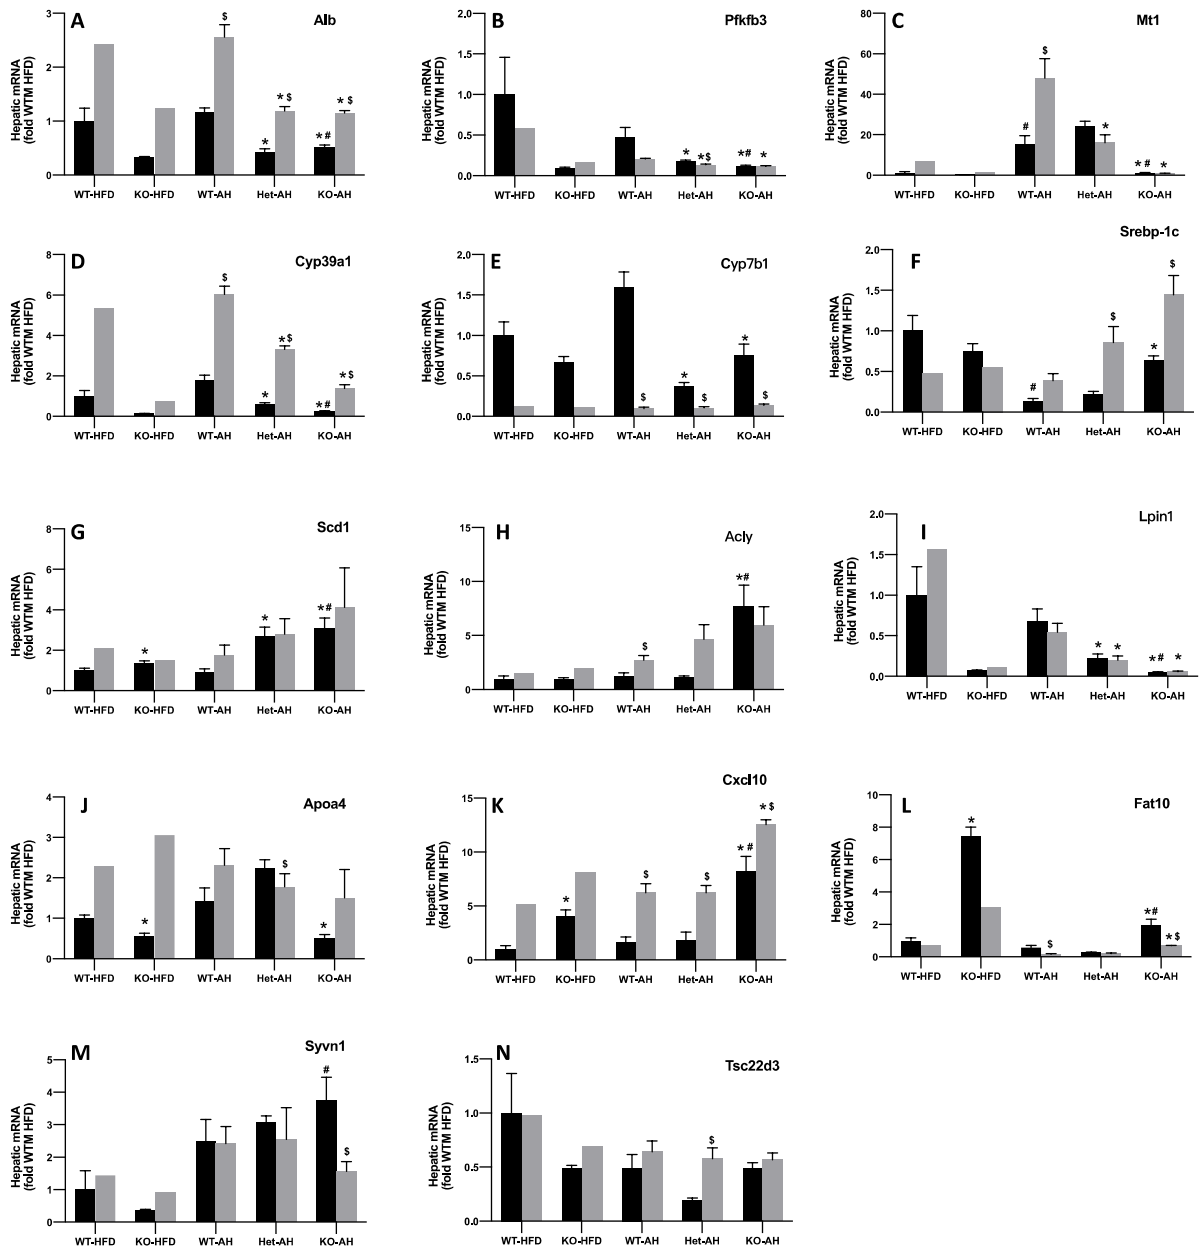 A
Alb
Hepatic mRNA
(fold WTM HFD)
3
2
1
0
$
*
* $
* #
* $
WT-HFD KO-HFD WT-AH Het-AH KO-AH
B
Pfkfb3
Hepatic mRNA
(fold WTM HFD)
2.0
1.5
1.0
0.5
0.0
*
*$
*#
*
WT-HFD KO-HFD WT-AH Het-AH KO-AH
C
Mt1
Hepatic mRNA
(fold WTM HFD)
80
60
40
20
0
#
$
*
* #
*
WT-HFD KO-HFD WT-AH Het-AH KO-AH
D
Cyp39a1
Hepatic mRNA
(fold WTM HFD)
8
6
4
2
0
$
*
* $
*#
* $
WT-HFD KO-HFD WT-AH Het-AH KO-AH
E
Cyp7b1
Hepatic mRNA
(fold WTM HFD)
2.0
1.5
1.0
0.5
0.0
$
*
$
*
$
WT-HFD KO-HFD WT-AH Het-AH KO-AH
Srebp-1c
F
Hepatic mRNA
(fold WTM HFD)
2.0
1.5
1.0
0.5
0.0
#
$
*
$
WT-HFD KO-HFD WT-AH Het-AH KO-AH
G
Scd1
Hepatic mRNA
(fold WTM HFD)
8
6
4
2
0
*
*
* #
WT-HFD KO-HFD WT-AH Het-AH KO-AH
H
Acly
Hepatic mRNA
(fold WTM HFD)
15
10
5
0
$
*#
WT-HFD KO-HFD WT-AH Het-AH KO-AH
I
Lpin1
Hepatic mRNA
(fold WTM HFD)
2.0
1.5
1.0
0.5
0.0
*
*
* #
*
WT-HFD KO-HFD WT-AH Het-AH KO-AH
J
Apoa4
Hepatic mRNA
(fold WTM HFD)
4
3
2
1
0
*
$
*
WT-HFD KO-HFD WT-AH Het-AH KO-AH
Cxcl10
K
Hepatic mRNA
(fold WTM HFD)
15
10
5
0
*
$
$
* #
* $
WT-HFD KO-HFD WT-AH Het-AH KO-AH
L
Fat10
Hepatic mRNA
(fold WTM HFD)
10
8
6
4
2
0
*
$
*#
* $
WT-HFD KO-HFD WT-AH Het-AH KO-AH
M
Syvn1
Hepatic mRNA
(fold WTM HFD)
5
4
3
2
1
0
#
$
WT-HFD KO-HFD WT-AH Het-AH KO-AH
N
Tsc22d3
Hepatic mRNA
(fold WTM HFD)
1.5
1.0
0.5
0.0
$
WT-HFD KO-HFD WT-AH Het-AH KO-AH